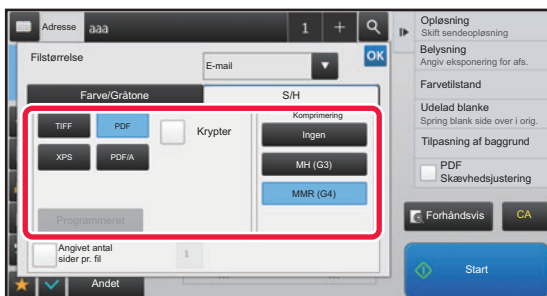 Adresse aaa 1 +
Filstørrelse
E-mail
OK
Farve/Gråtone
S/H
TIFF
PDF
Krypter
XPS
PDF/A
Programmeret
Komprimering
Ingen
MH (G3)
MMR (G4)
Angivet antal
sider pr. fil
1
Andet
Opløsning
Skift sendeopløsning
Belysning
Angiv eksponering for afs.
Farvetilstand
Udelad blanke
Spring blank side over i orig.
Tilpasning af baggrund
PDF
Skævhedsjustering
Forhåndsvis
CA
Start